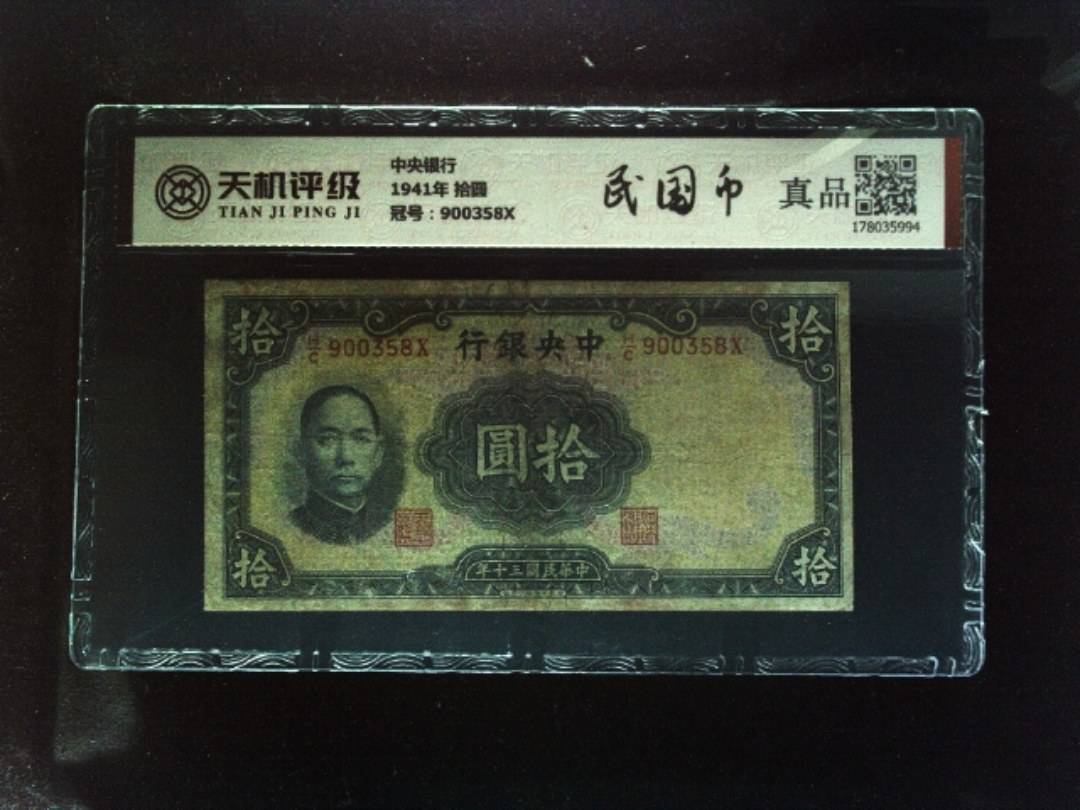 天机评级
TIAN JI PING JI
中央银行
1941年 拾圓
冠号：900358X
民国币
真品
178035994
拾
拾
900358X
行銀央中
900358X
圓拾
年十三國民華中
拾
拾